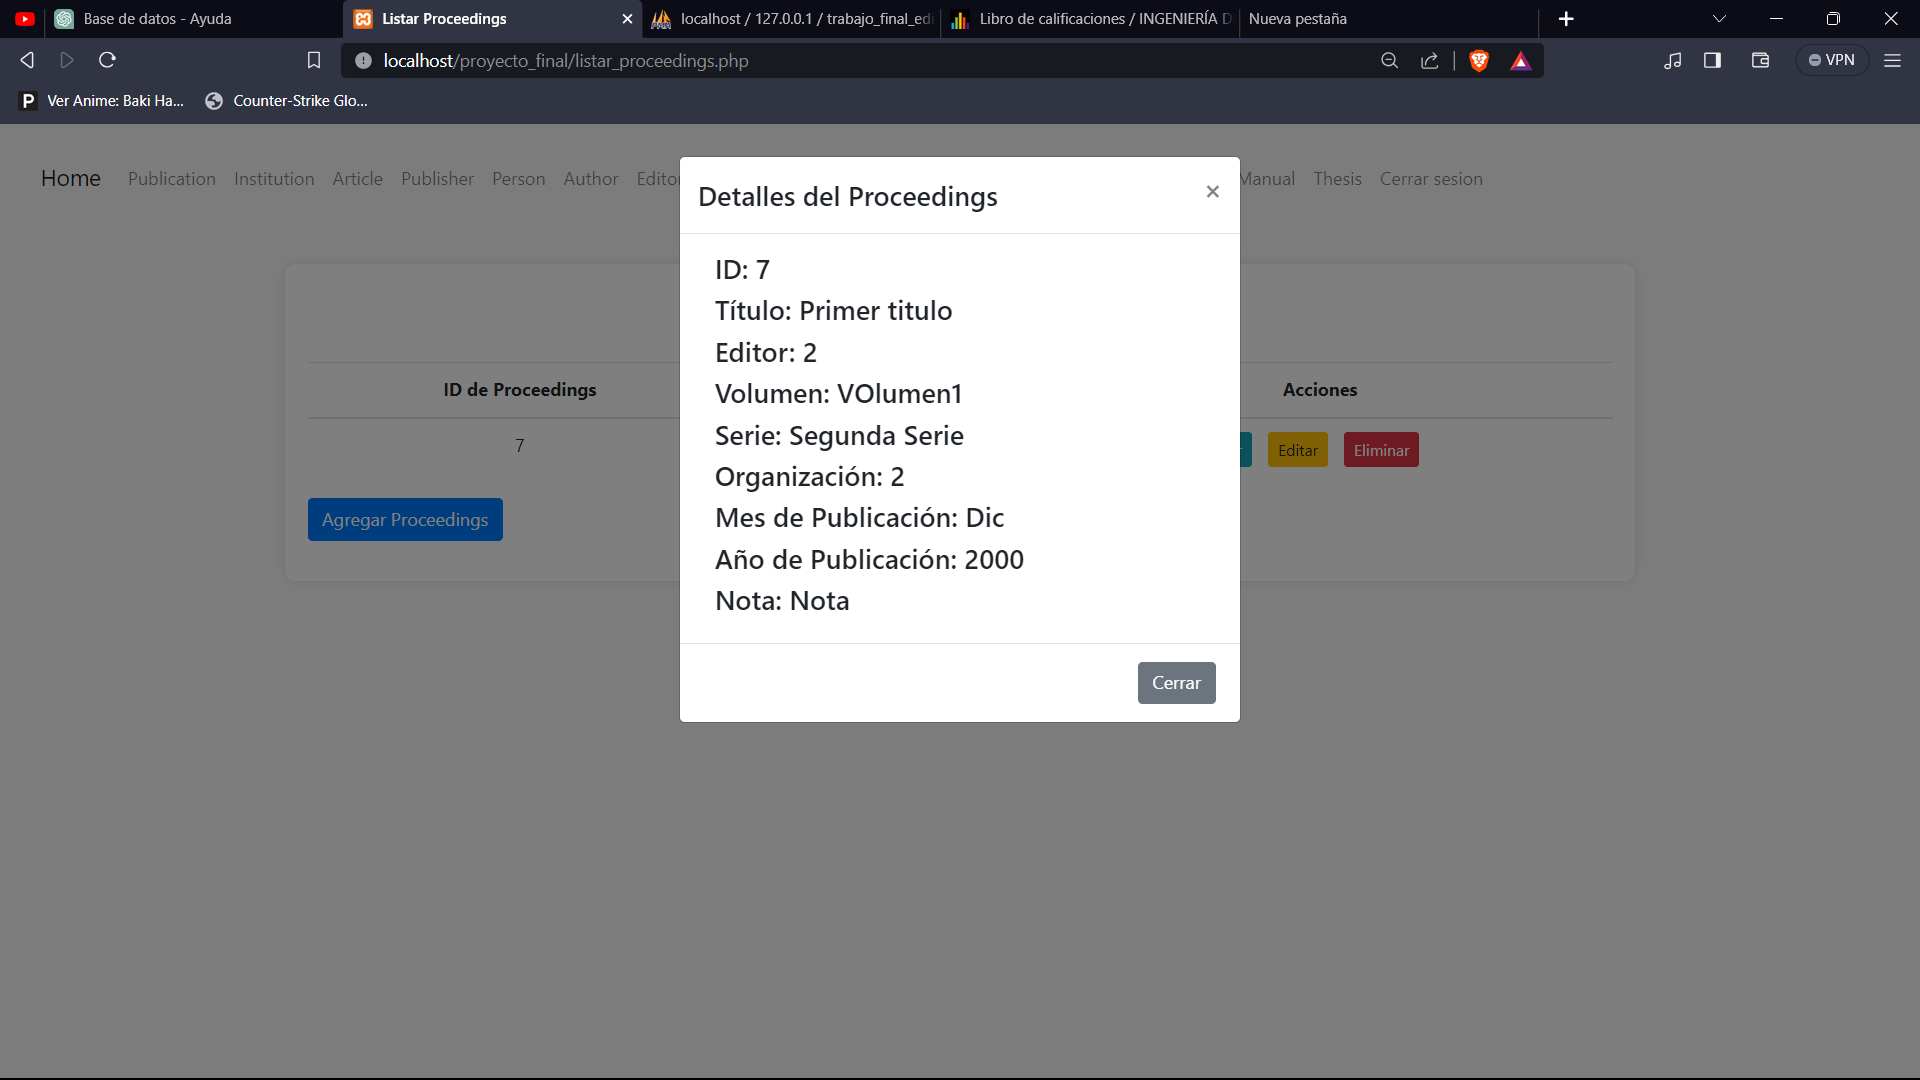 Base de datos - Ayuda
Listar Proceedings
localhost / 127.0.0.1 / trabajo_final_edi
Libro de calificaciones / INGENIERÍA D
Nueva pestaña
localhost/proyecto_final/listar_proceedings.php
VPN
Ver Anime: Baki Ha...
Counter-Strike Glo...
Home Publication Institution Article Publisher Person Author Editor Manual Thesis Cerrar sesion
Detalles del Proceedings
×
ID: 7
Título: Primer titulo
Editor: 2
Volumen: VOlumen1
Serie: Segunda Serie
Organización: 2
Mes de Publicación: Dic
Año de Publicación: 2000
Nota: Nota
Cerrar
ID de Proceedings
Acciones
7
Editar
Eliminar
Agregar Proceedings